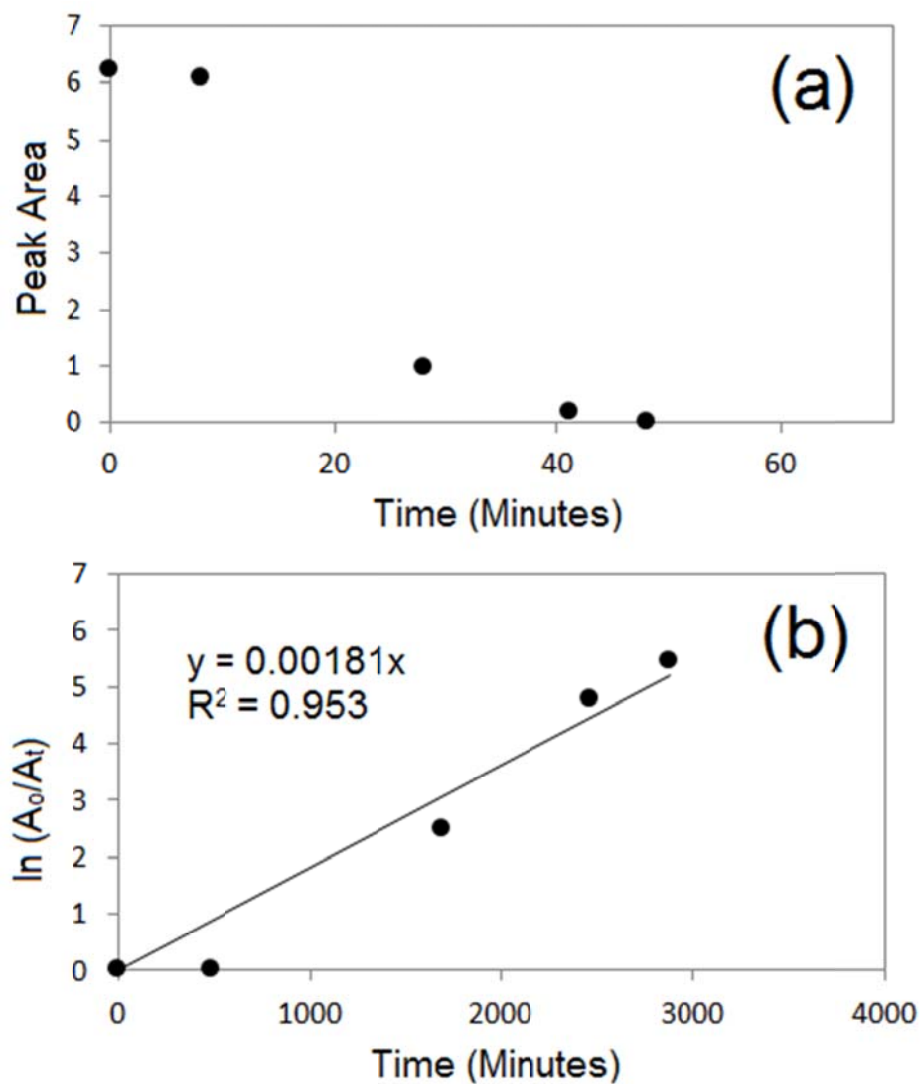 (a)
Peak Area
7
6
5
4
3
2
1
0
0 20 40 60
Time (Minutes)
(b)
y = 0.00181x
R² = 0.953
ln (A₀/Aₜ)
7
6
5
4
3
2
1
0
0 1000 2000 3000 4000
Time (Minutes)